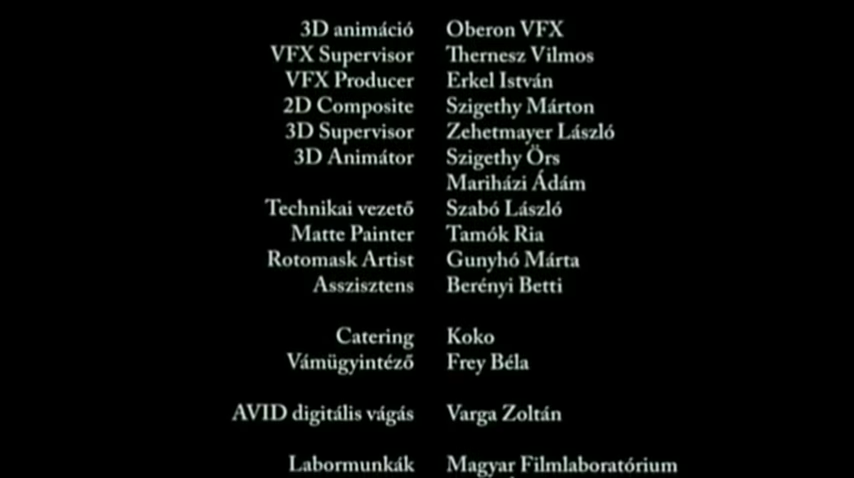 3D animáció Oberon VFX
VFX Supervisor Thernesz Vilmos
VFX Producer Erkel István
2D Composite Szigethy Márton
3D Supervisor Zehetmayer László
3D Animátor Szigethy Örs
Mariházi Ádám
Technikai vezető Szabó László
Matte Painter Tamók Ria
Rotomask Artist Gunyhó Márta
Asszisztens Berényi Betti
Catering Koko
Vámügyintéző Frey Béla
AVID digitális vágás Varga Zoltán
Labormunkák Magyar Filmlaboratórium